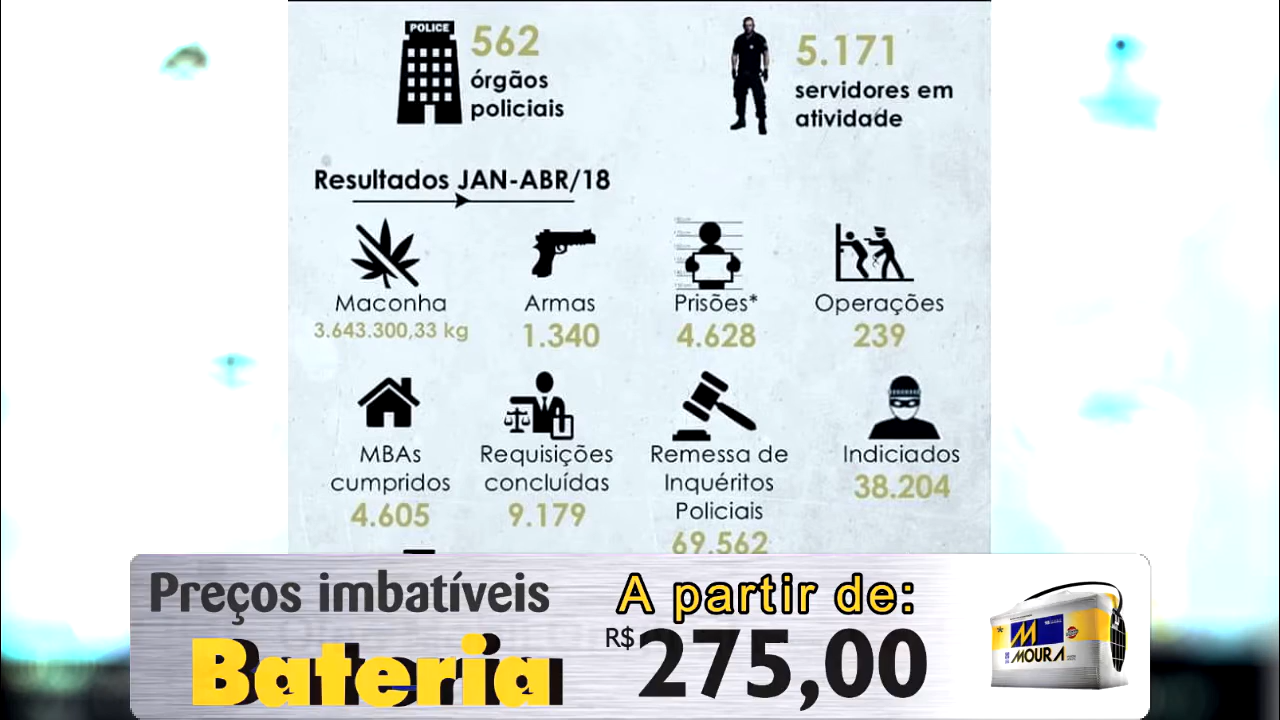 POLICE
562
órgãos
policiais
5.171
servidores em
atividade
Resultados JAN-ABR/18
Maconha
3.643.300,33 kg
Armas
1.340
Prisões*
4.628
Operações
239
MBAs
cumpridos
4.605
Requisições
concluídas
9.179
Remessa de
Inquéritos
Policiais
69.562
Indiciados
38.204
Preços imbatíveis
Bateria
A partir de:
R$275,00
M
MOURA